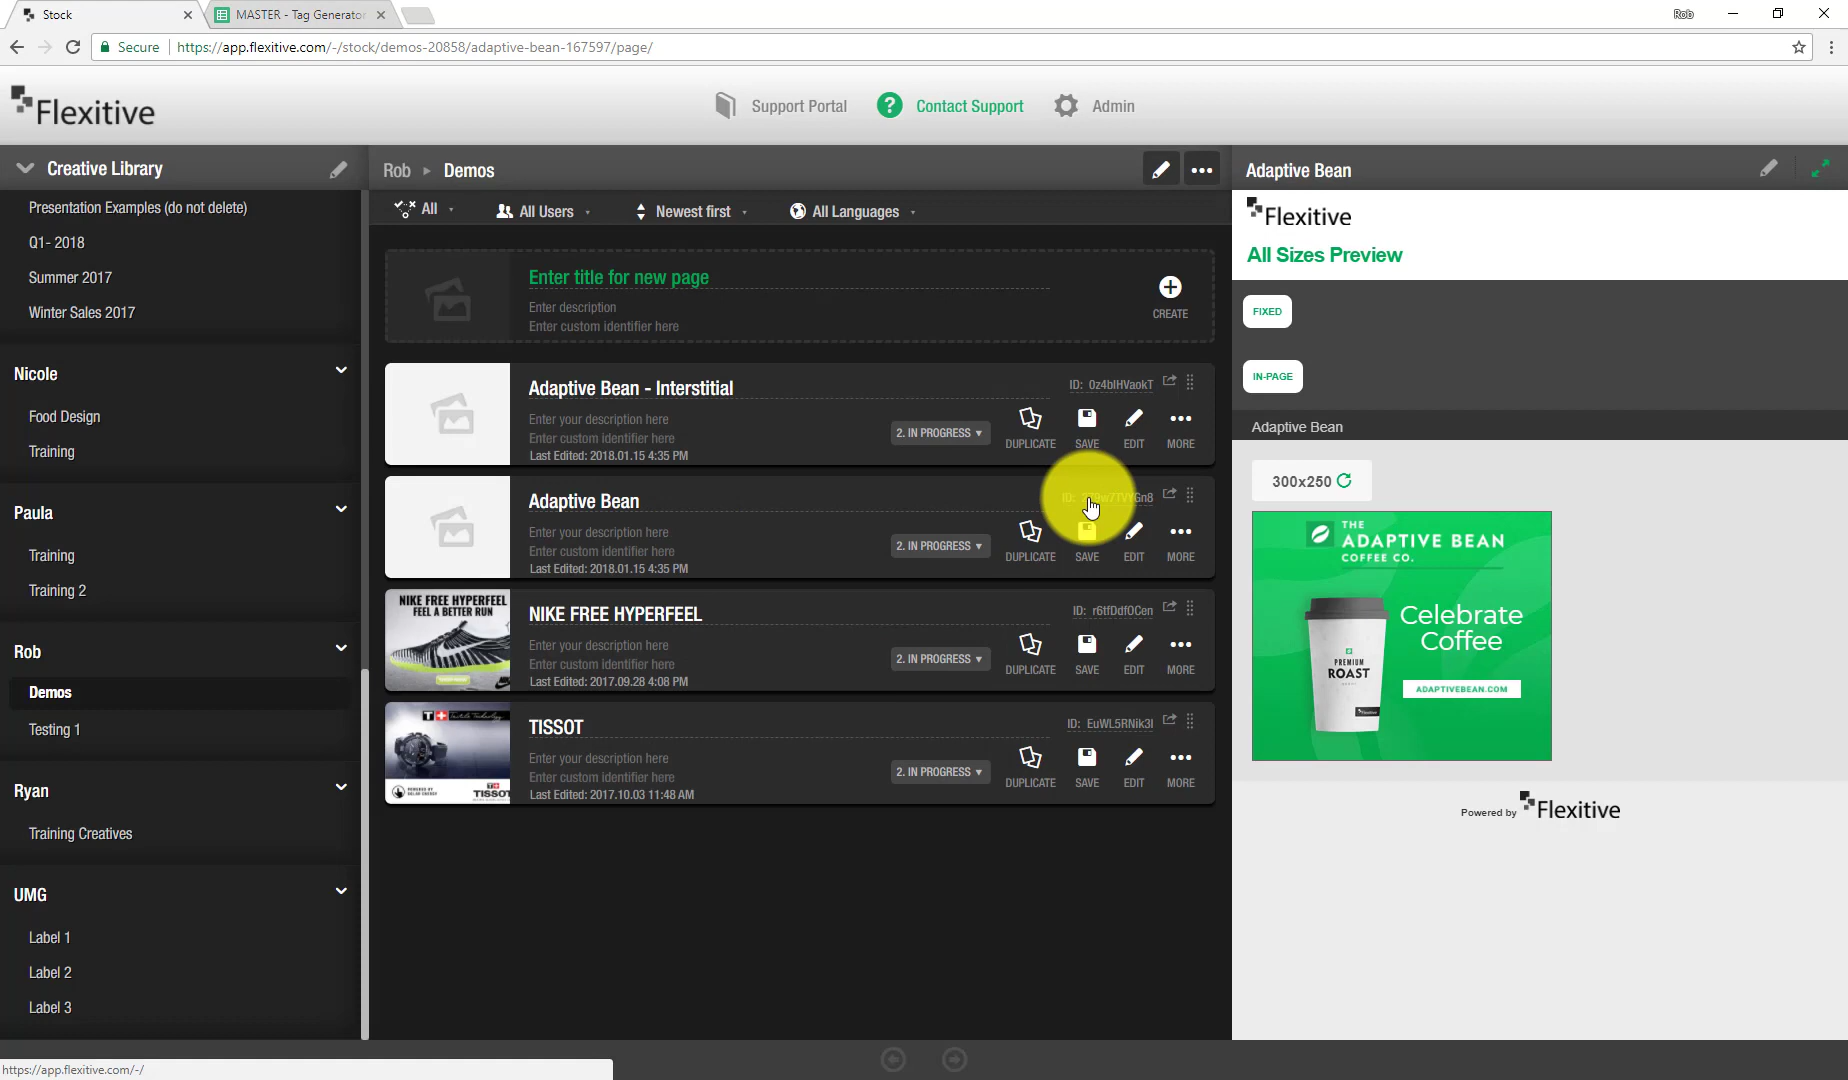 Stock
MASTER - Tag Generator
Rob
Secure
https://app.flexitive.com/-/stock/demos-20858/adaptive-bean-167597/page/
Flexitive
Support Portal
Contact Support
Admin
Creative Library
Presentation Examples (do not delete)
Q1- 2018
Summer 2017
Winter Sales 2017
Nicole
Food Design
Training
Paula
Training
Training 2
Rob
Demos
Testing 1
Ryan
Training Creatives
UMG
Label 1
Label 2
Label 3
Rob
Demos
All
All Users
Newest first
All Languages
Enter title for new page
Enter description
Enter custom identifier here
CREATE
Adaptive Bean - Interstitial
ID: 0z4blHVaokT
Enter your description here
Enter custom identifier here
Last Edited: 2018.01.15 4:35 PM
2. IN PROGRESS
DUPLICATE
SAVE
EDIT
MORE
Adaptive Bean
ID:
Enter your description here
Enter custom identifier here
Last Edited: 2018.01.15 4:35 PM
2. IN PROGRESS
DUPLICATE
SAVE
EDIT
MORE
NIKE FREE HYPERFEEL
FEEL A BETTER RUN
NIKE FREE HYPERFEEL
ID: r6tfDdfOCen
Enter your description here
Enter custom identifier here
Last Edited: 2017.09.28 4:08 PM
2. IN PROGRESS
DUPLICATE
SAVE
EDIT
MORE
TISSOT
TISSOT
ID: EuWL5RNik3l
Enter your description here
Enter custom identifier here
Last Edited: 2017.10.03 11:48 AM
2. IN PROGRESS
DUPLICATE
SAVE
EDIT
MORE
Adaptive Bean
Flexitive
All Sizes Preview
FIXED
IN-PAGE
Adaptive Bean
300x250
THE
ADAPTIVE BEAN
COFFEE CO.
Celebrate
Coffee
PREMIUM
ROAST
ADAPTIVEBEAN.COM
Powered by Flexitive
https://app.flexitive.com/-/